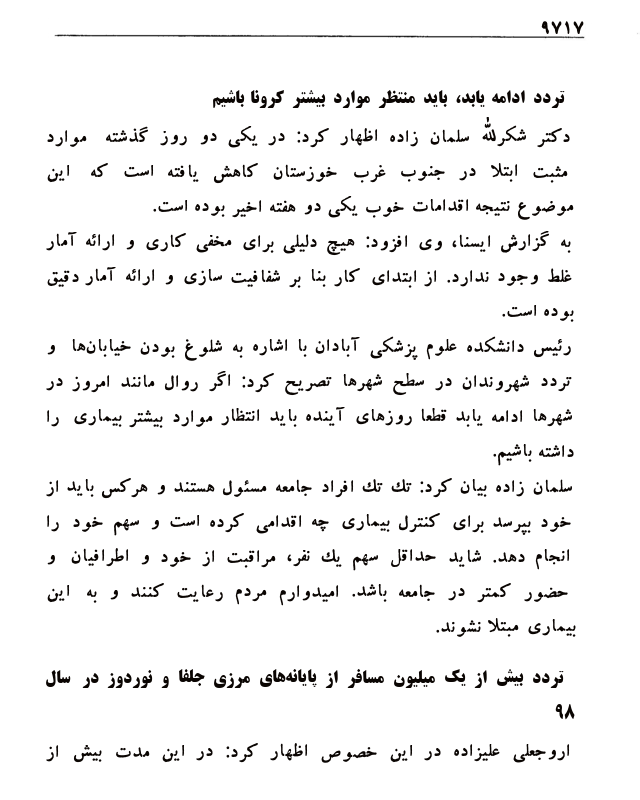 ۹۷۱۷
تردد ادامه یابد، باید منتظر موارد بیشتر کرونا باشیم
دکتر شکرالله سلمان زاده اظهار کرد: در یکی دو روز گذشته موارد
مثبت ابتلا در جنوب غرب خوزستان کاهش یافته است که این
موضوع نتیجه اقدامات خوب یکی دو هفته اخیر بوده است.
به گزارش ایسنا، وی افزود: هیچ دلیلی برای مخفی کاری و ارائه آمار
غلط وجود ندارد. از ابتدای کار بنا بر شفافیت سازی و ارائه آمار دقیق
بوده است.
رئیس دانشکده علوم پزشکی آبادان با اشاره به شلوغ بودن خیابان‌ها و
تردد شهروندان در سطح شهرها تصریح کرد: اگر روال مانند امروز در
شهرها ادامه یابد قطعا روزهای آینده باید انتظار موارد بیشتر بیماری را
داشته باشیم.
سلمان زاده بیان کرد: تك تك افراد جامعه مسئول هستند و هرکس باید از
خود بپرسد برای کنترل بیماری چه اقدامی کرده است و سهم خود را
انجام دهد. شاید حداقل سهم یك نفر، مراقبت از خود و اطرافیان و
حضور کمتر در جامعه باشد. امیدوارم مردم رعایت کنند و به این
بیماری مبتلا نشوند.
تردد بیش از یک میلیون مسافر از پایانه‌های مرزی جلفا و نوردوز در سال
۹۸
اروجعلی علیزاده در این خصوص اظهار کرد: در این مدت بیش از